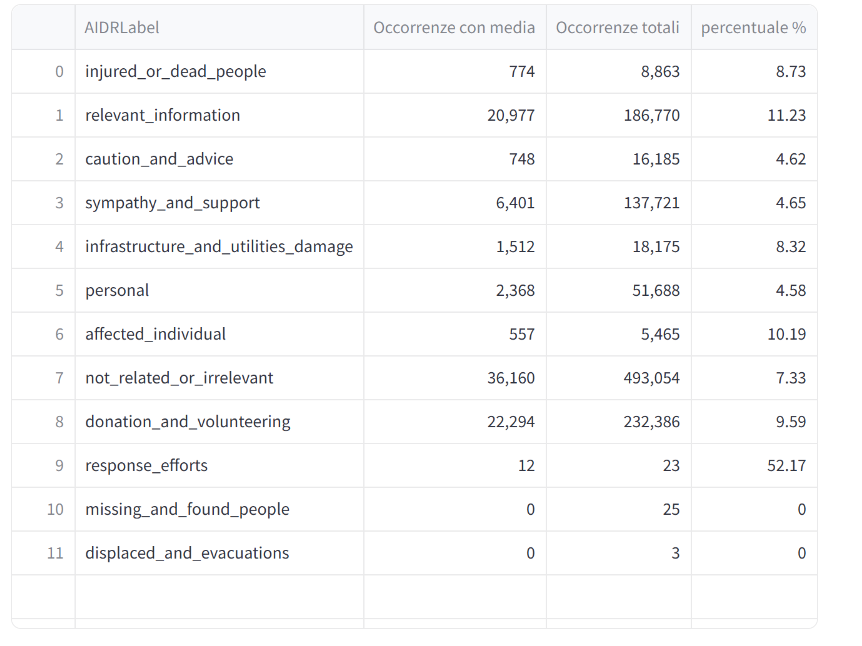 AIDRLabel Occorrenze con media Occorrenze totali percentuale %
0 injured_or_dead_people 774 8,863 8.73
1 relevant_information 20,977 186,770 11.23
2 caution_and_advice 748 16,185 4.62
3 sympathy_and_support 6,401 137,721 4.65
4 infrastructure_and_utilities_damage 1,512 18,175 8.32
5 personal 2,368 51,688 4.58
6 affected_individual 557 5,465 10.19
7 not_related_or_irrelevant 36,160 493,054 7.33
8 donation_and_volunteering 22,294 232,386 9.59
9 response_efforts 12 23 52.17
10 missing_and_found_people 0 25 0
11 displaced_and_evacuations 0 3 0